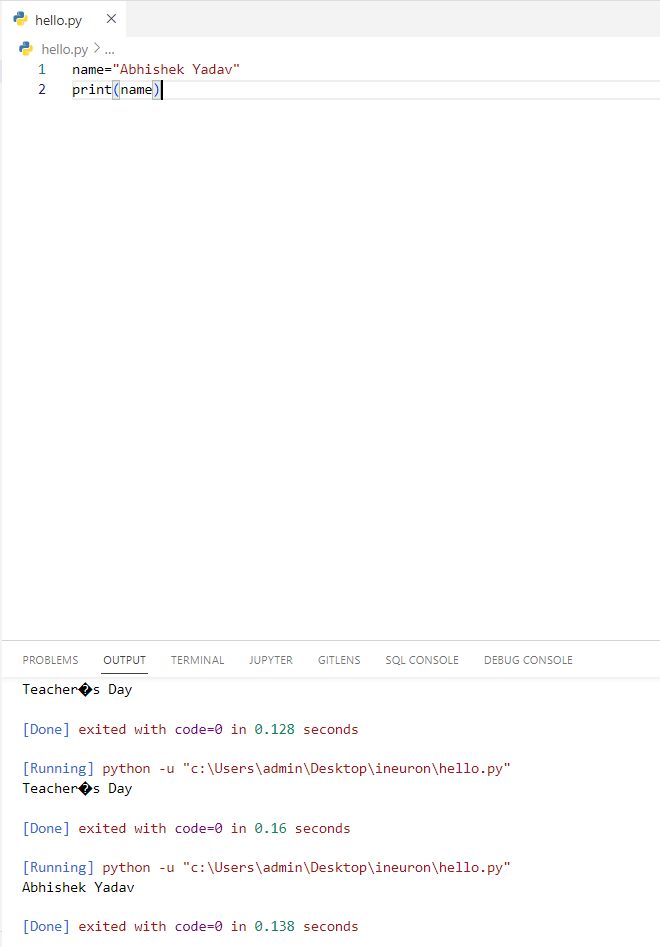 hello.py ×
hello.py > ...
1 name="Abhishek Yadav"
2 print(name)
PROBLEMS OUTPUT TERMINAL JUPYTER GITLENS SQL CONSOLE DEBUG CONSOLE
Teacher�s Day
[Done] exited with code=0 in 0.128 seconds
[Running] python -u "c:\Users\admin\Desktop\ineuron\hello.py"
Teacher�s Day
[Done] exited with code=0 in 0.16 seconds
[Running] python -u "c:\Users\admin\Desktop\ineuron\hello.py"
Abhishek Yadav
[Done] exited with code=0 in 0.138 seconds